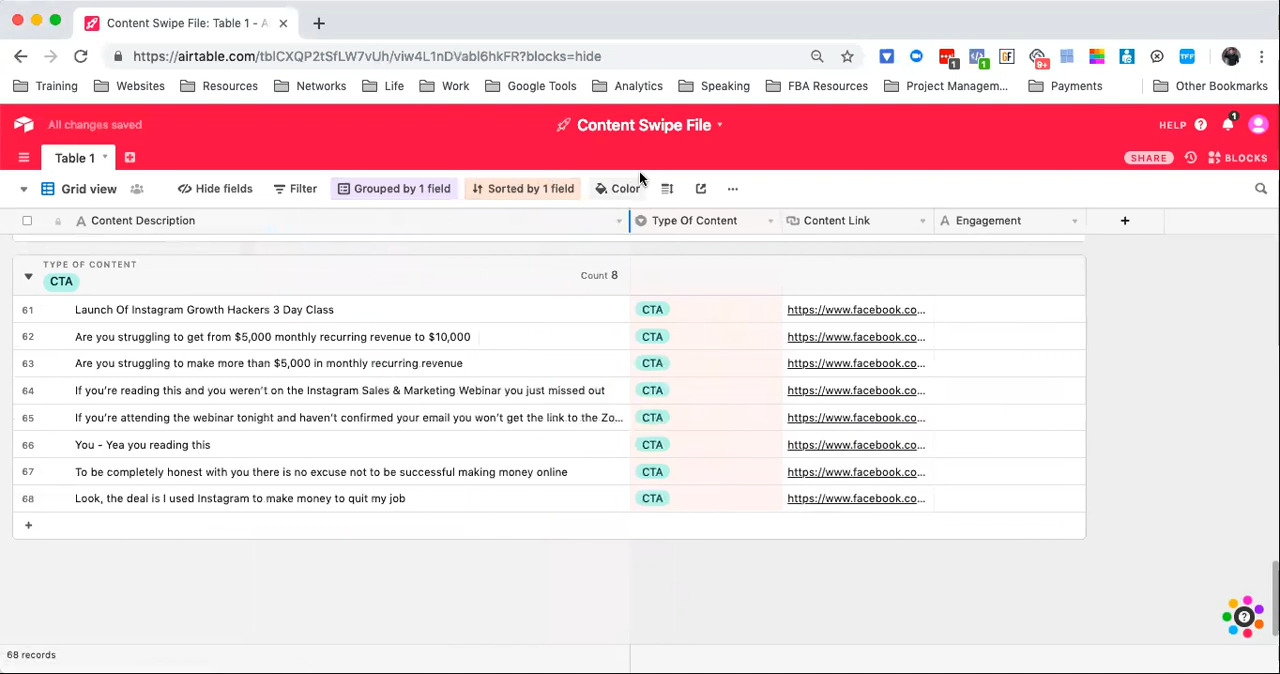 Content Swipe File: Table 1 - A
https://airtable.com/tblCXQP2tSfLW7vUh/viw4L1nDVabl6hkFR?blocks=hide
1
1
GF
9+
TFF
Training Websites Resources Networks Life Work Google Tools Analytics Speaking FBA Resources Project Managem... Payments Other Bookmarks
All changes saved
Content Swipe File
HELP ?
1
Table 1
SHARE
BLOCKS
Grid view
Hide fields
Filter
Grouped by 1 field
Sorted by 1 field
Color
Content Description Type Of Content Content Link Engagement
TYPE OF CONTENT
CTA
Count 8
61 Launch Of Instagram Growth Hackers 3 Day Class CTA https://www.facebook.co...
62 Are you struggling to get from $5,000 monthly recurring revenue to $10,000 CTA https://www.facebook.co...
63 Are you struggling to make more than $5,000 in monthly recurring revenue CTA https://www.facebook.co...
64 If you're reading this and you weren't on the Instagram Sales & Marketing Webinar you just missed out CTA https://www.facebook.co...
65 If you're attending the webinar tonight and haven't confirmed your email you won't get the link to the Zo... CTA https://www.facebook.co...
66 You - Yea you reading this CTA https://www.facebook.co...
67 To be completely honest with you there is no excuse not to be successful making money online CTA https://www.facebook.co...
68 Look, the deal is I used Instagram to make money to quit my job CTA https://www.facebook.co...
68 records